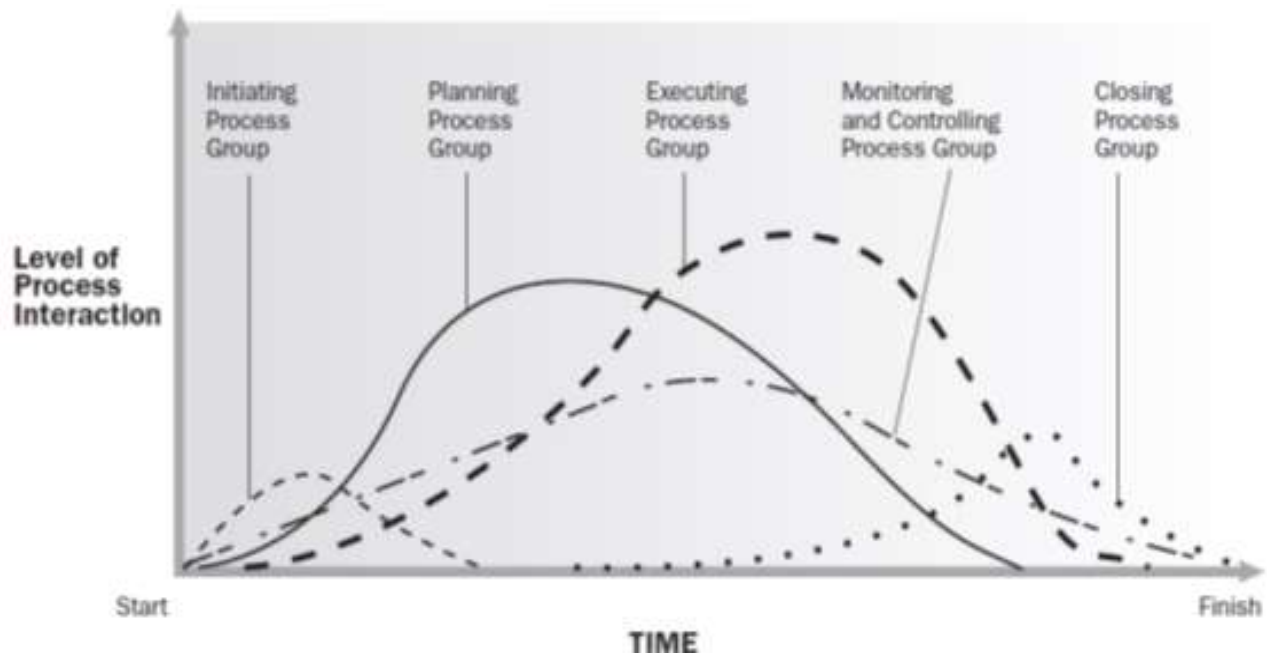 Initiating
Process
Group
Planning
Process
Group
Executing
Process
Group
Monitoring
and Controlling
Process Group
Closing
Process
Group
Level of
Process
Interaction
Start
Finish
TIME